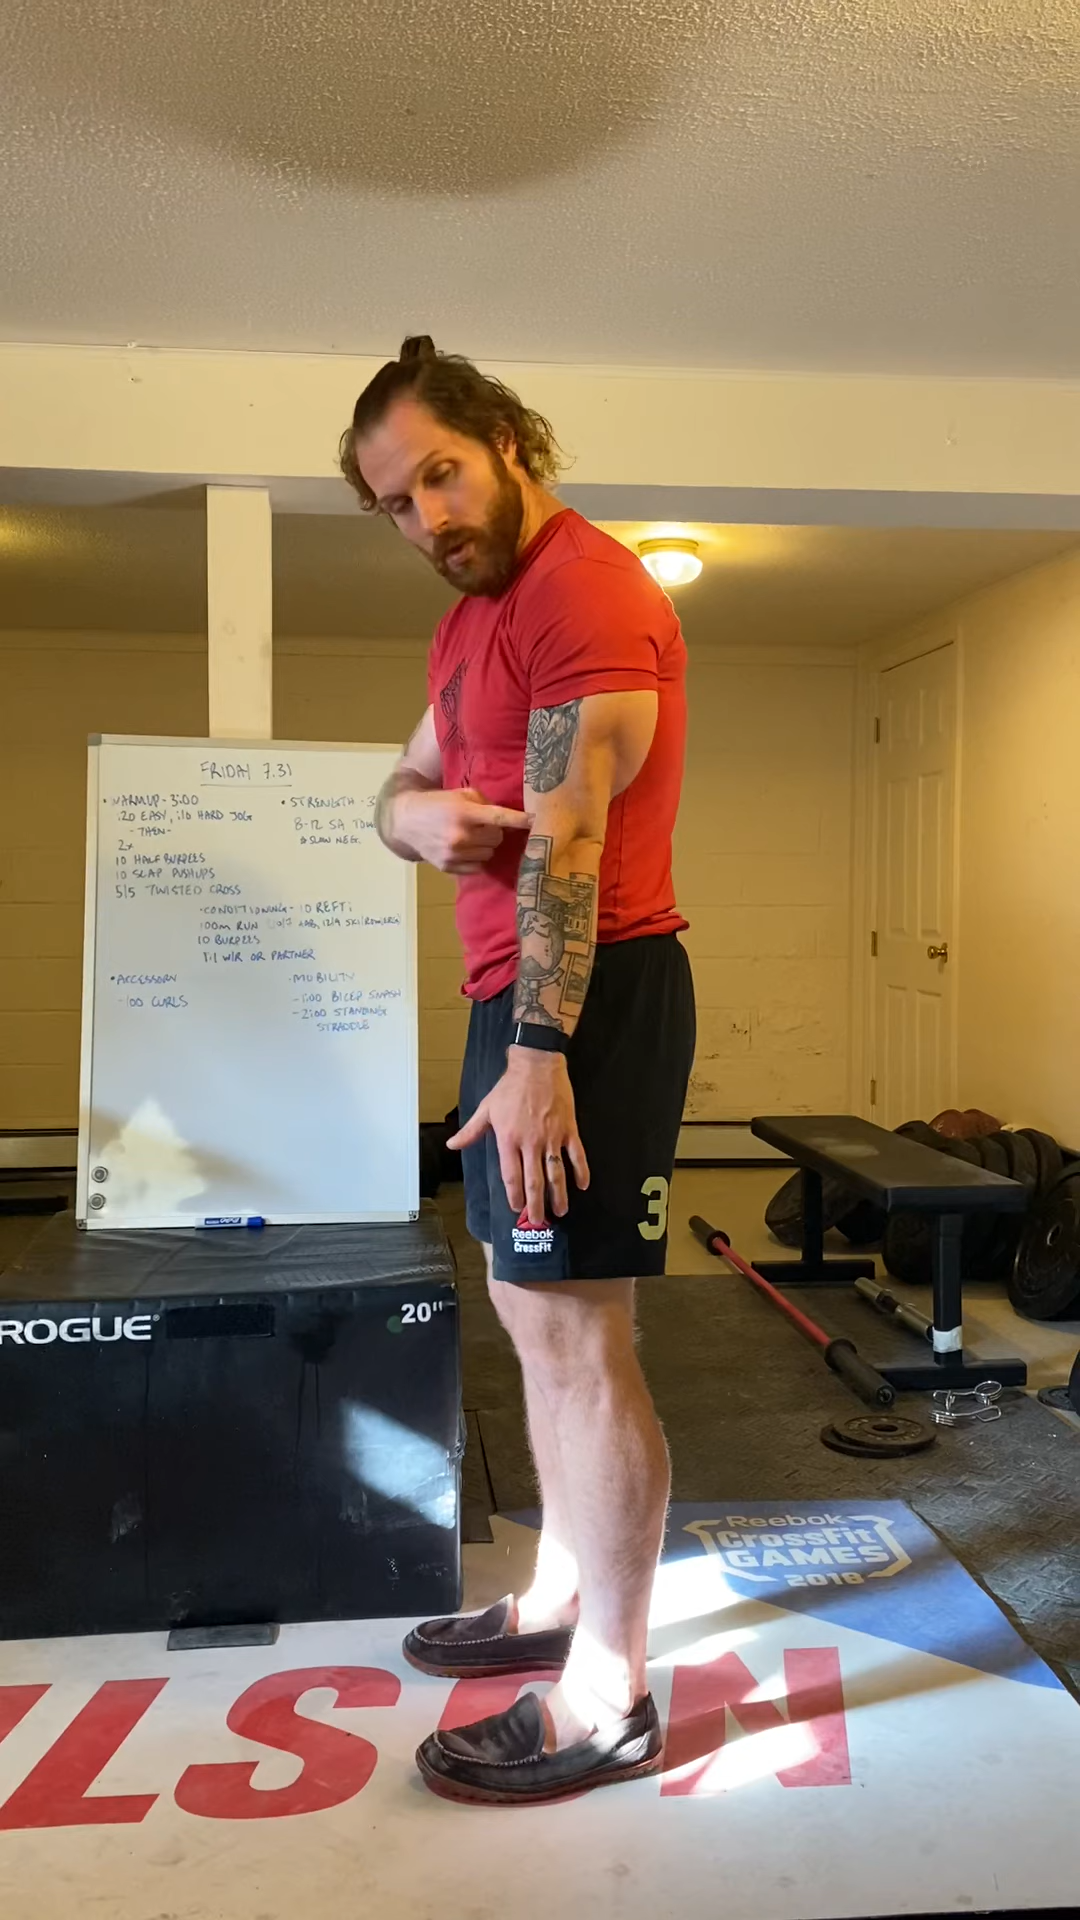 FRIDAY 7.31
• WARMUP - 3:00
:20 EASY, :10 HARD JOG
- THEN -
2x
10 HALF BURPEES
10 SLAP PUSHUPS
5/5 TWISTED CROSS
• STRENGTH - 3
8-12 SA
SLOW NEG.
- CONDITIONING - 10 RFT:
100m RUN
10 BURPEES
1:1 W/R OR PARTNER
• ACCESSORY
- 100 CURLS
- MOBILITY
- 1:00 BICEP SMASH
- 2:00 STANDING
STRADDLE
ROGUE®
20"
3
Reebok
CrossFit
Reebok
CrossFit
GAMES
2018
LSON